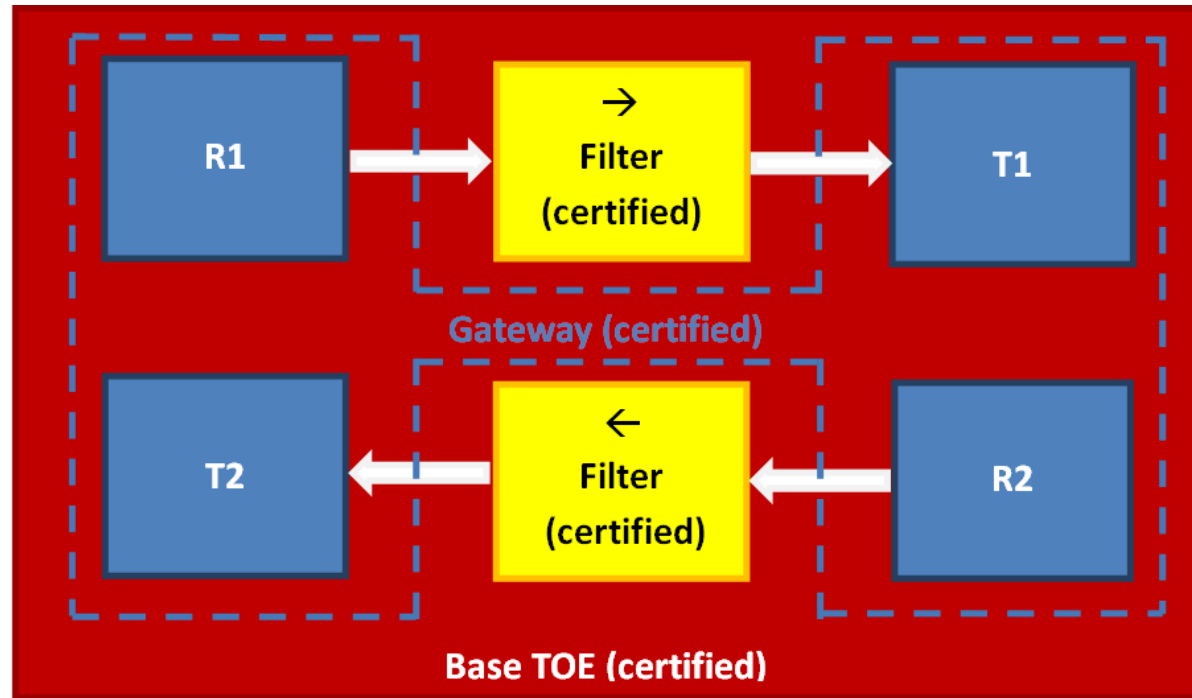 R1
→
Filter
(certified)
T1
Gateway (certified)
T2
←
Filter
(certified)
R2
Base TOE (certified)